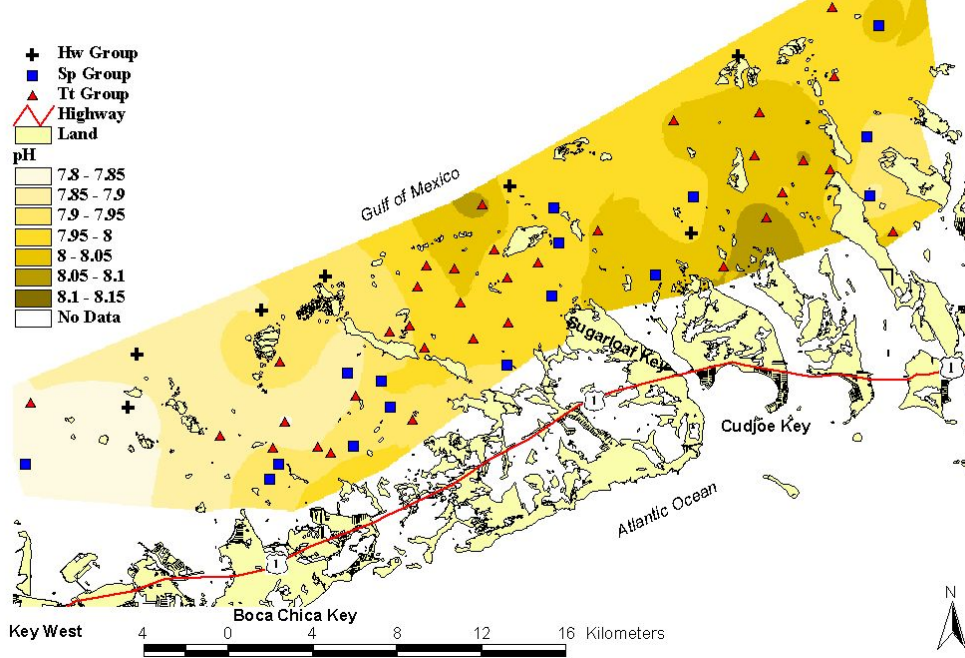 Hw Group
Sp Group
Tt Group
Highway
Land
pH
7.8 - 7.85
7.85 - 7.9
7.9 - 7.95
7.95 - 8
8 - 8.05
8.05 - 8.1
8.1 - 8.15
No Data
Gulf of Mexico
Sugarloaf Key
1
1
Cudjoe Key
Atlantic Ocean
1
N
Boca Chica Key
Key West
4 0 4 8 12 16 Kilometers